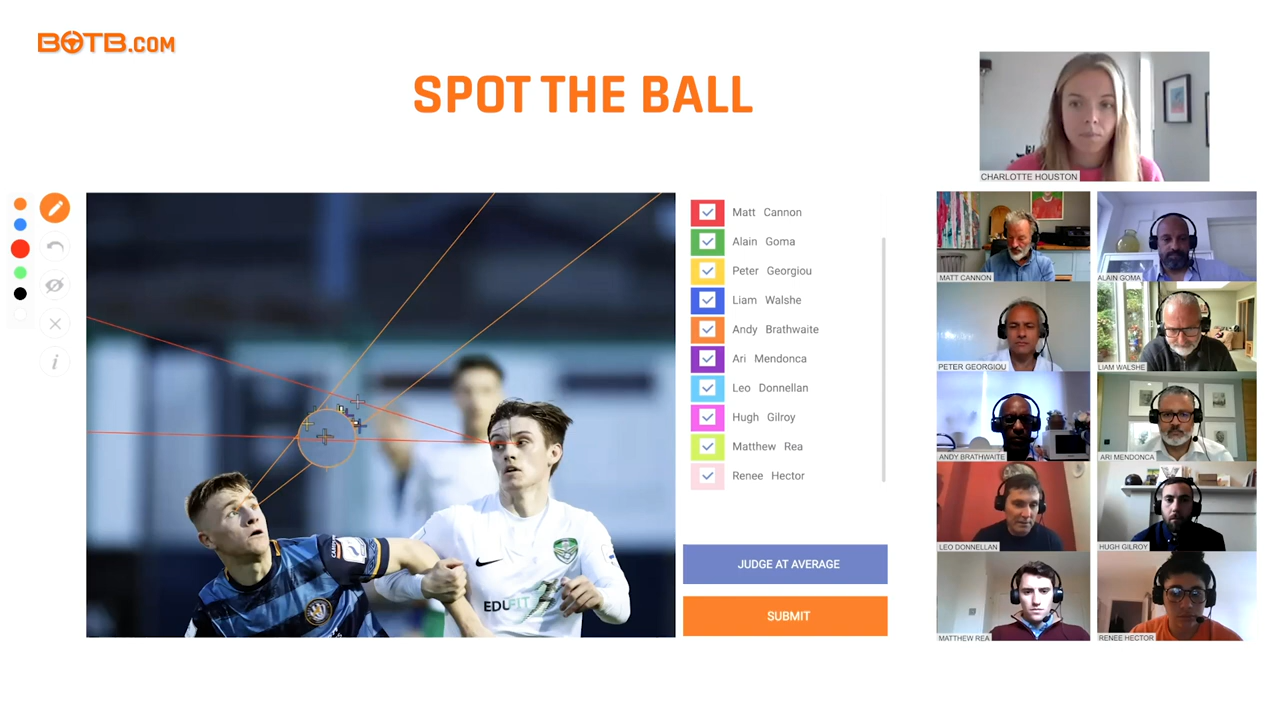 BOTB.COM
SPOT THE BALL
CHARLOTTE HOUSTON
Matt Cannon
Alain Goma
Peter Georgiou
Liam Walshe
Andy Brathwaite
Ari Mendonca
Leo Donnellan
Hugh Gilroy
Matthew Rea
Renee Hector
JUDGE AT AVERAGE
SUBMIT
i
EDUFIT
MATT CANNON
ALAIN GOMA
PETER GEORGIOU
LIAM WALSHE
ANDY BRATHWAITE
ARI MENDONCA
LEO DONNELLAN
HUGH GILROY
MATTHEW REA
RENEE HECTOR